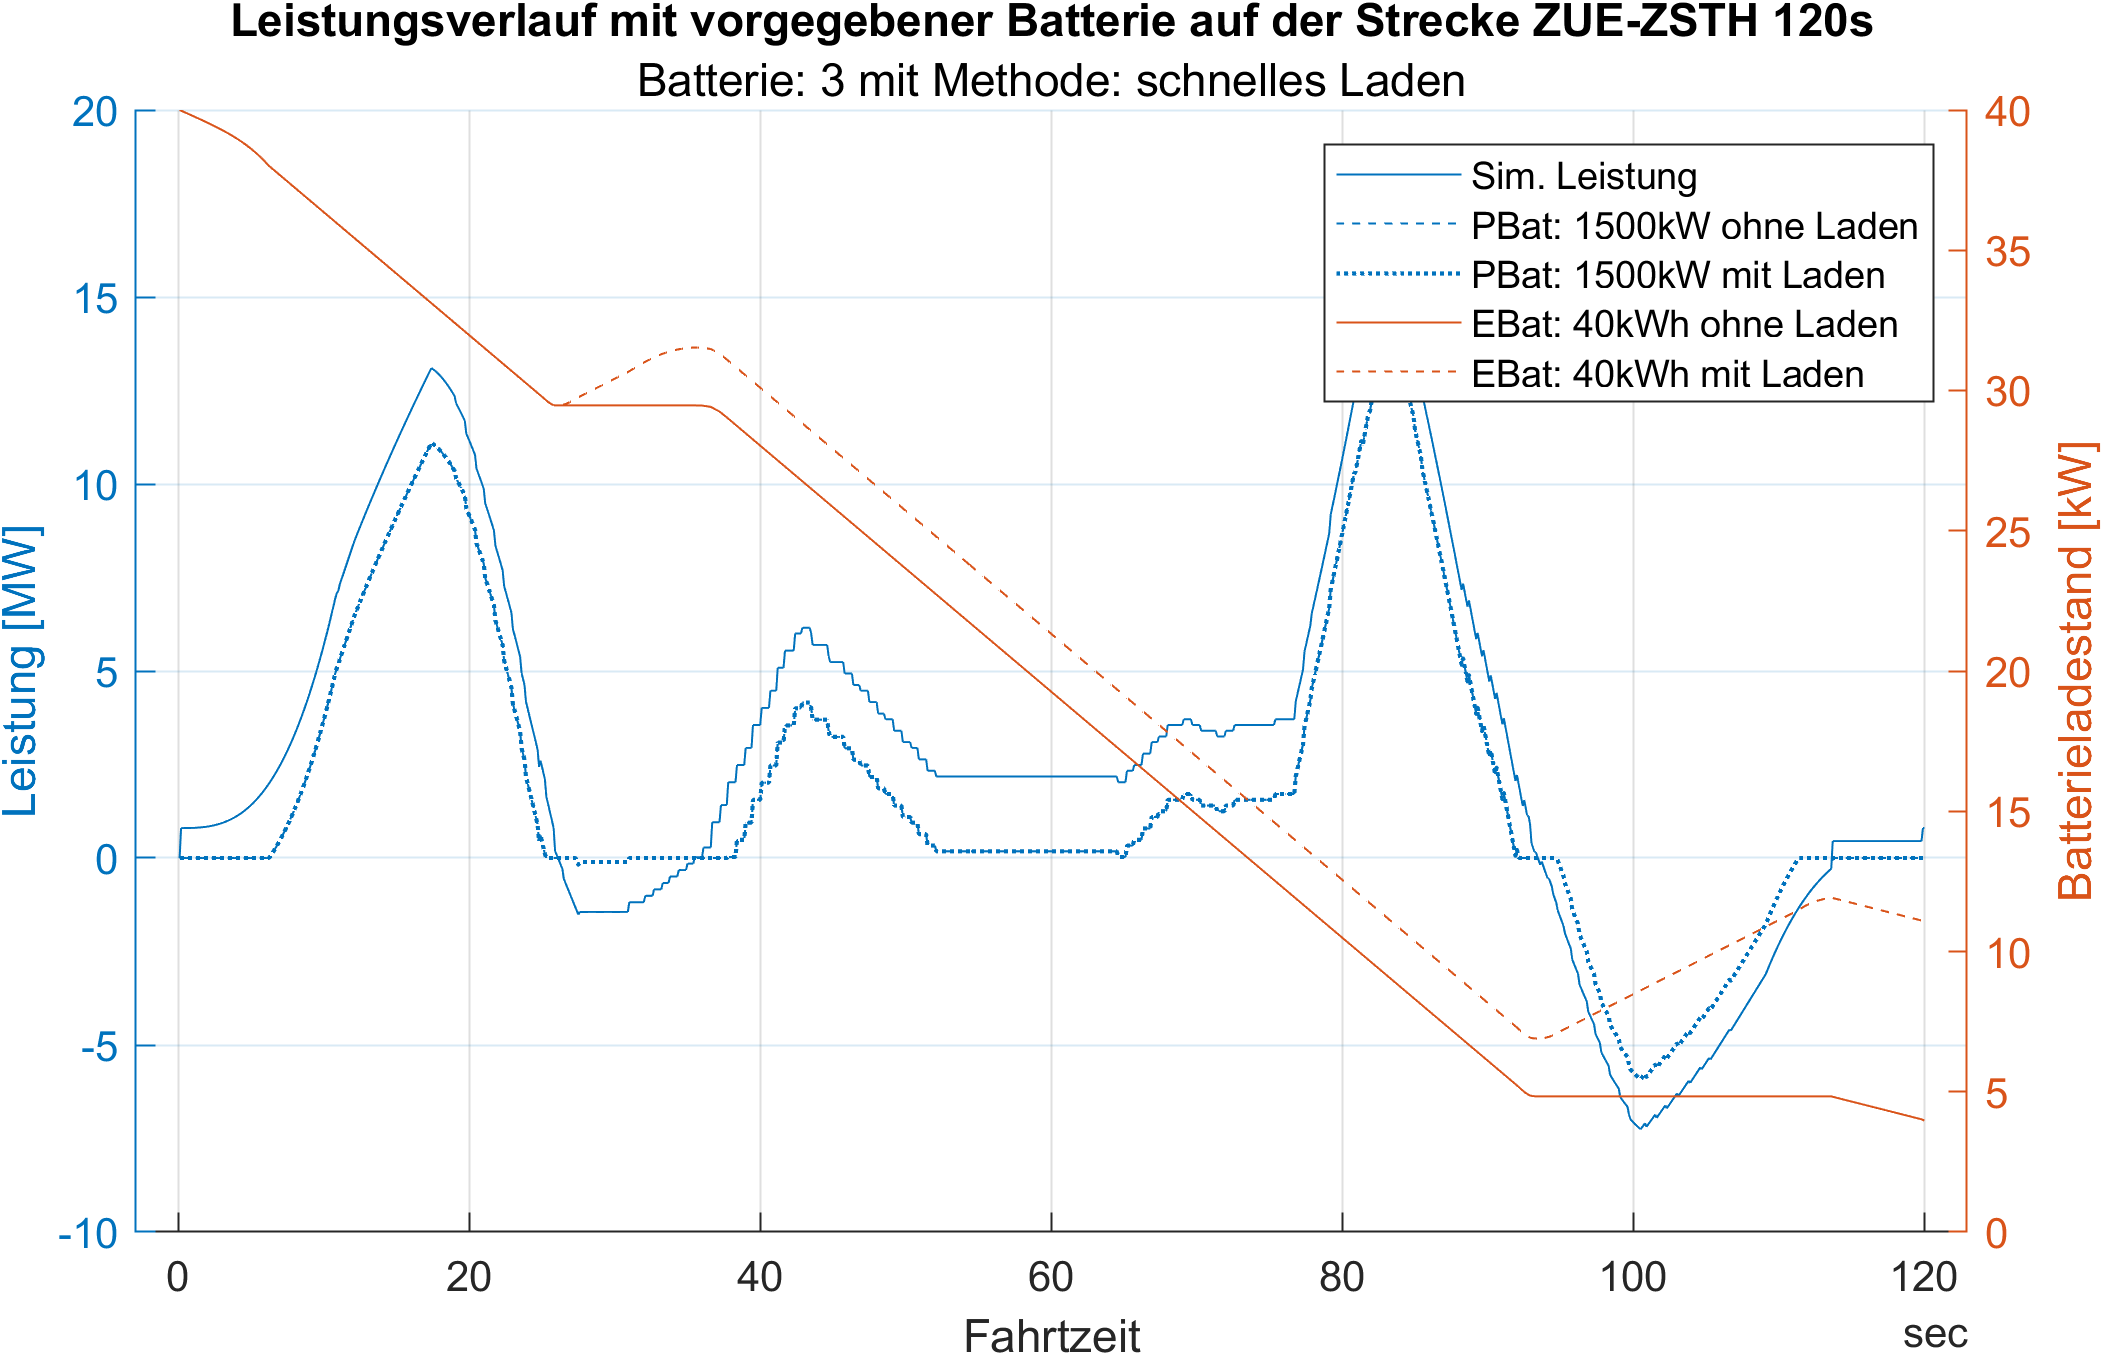 Leistungsverlauf mit vorgegebener Batterie auf der Strecke ZUE-ZSTH 120s
Batterie: 3 mit Methode: schnelles Laden
20
15
10
5
0
-5
-10
Leistung [MW]
40
35
30
25
20
15
10
5
0
Batterieladestand [kW]
Sim. Leistung
PBat: 1500kW ohne Laden
PBat: 1500kW mit Laden
EBat: 40kWh ohne Laden
EBat: 40kWh mit Laden
0 20 40 60 80 100 120
Fahrtzeit
sec